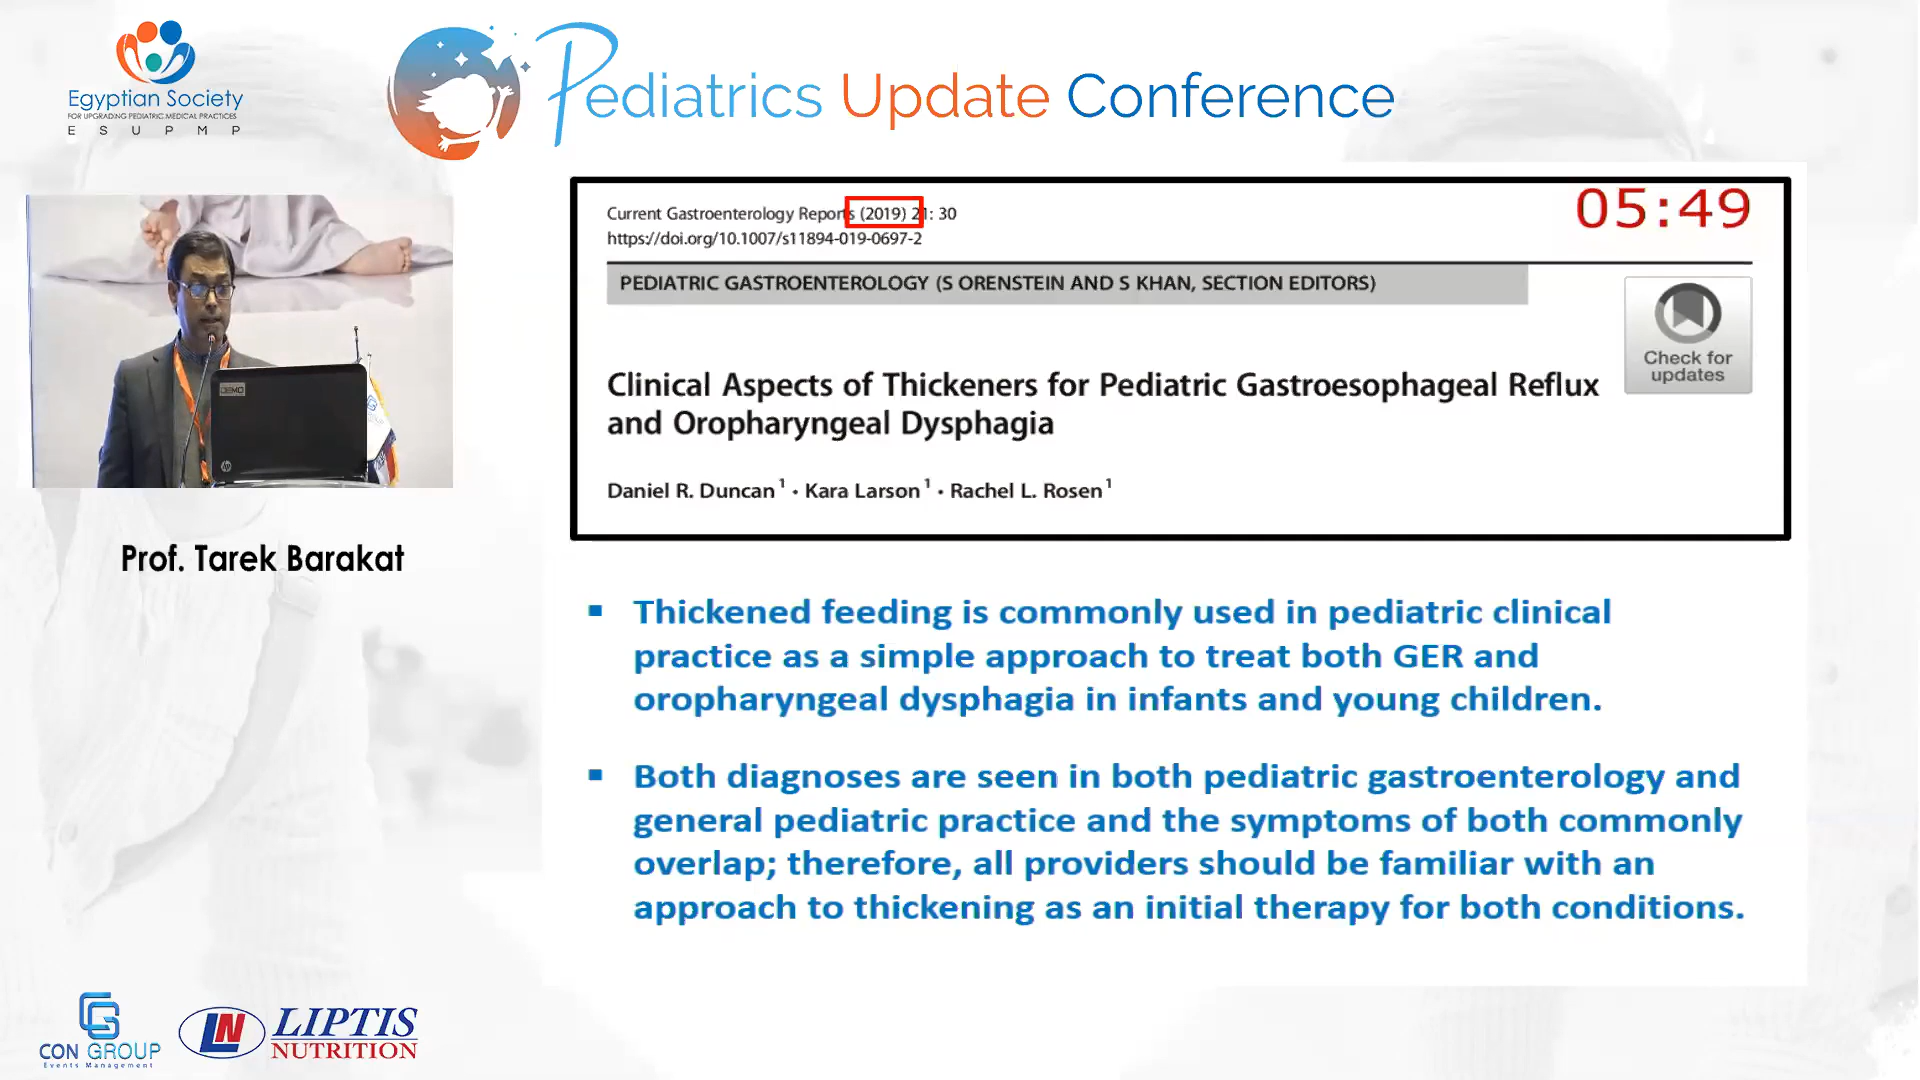 Egyptian Society
FOR UPGRADING PEDIATRIC MEDICAL PRACTICES
E S U P M P
Pediatrics Update Conference
05:49
Current Gastroenterology Reports (2019) 21: 30
https://doi.org/10.1007/s11894-019-0697-2
PEDIATRIC GASTROENTEROLOGY (S ORENSTEIN AND S KHAN, SECTION EDITORS)
Check for
updates
Clinical Aspects of Thickeners for Pediatric Gastroesophageal Reflux
and Oropharyngeal Dysphagia
Daniel R. Duncan 1 • Kara Larson 1 • Rachel L. Rosen 1
DEMO
hp
Prof. Tarek Barakat
▪ Thickened feeding is commonly used in pediatric clinical
practice as a simple approach to treat both GER and
oropharyngeal dysphagia in infants and young children.
▪ Both diagnoses are seen in both pediatric gastroenterology and
general pediatric practice and the symptoms of both commonly
overlap; therefore, all providers should be familiar with an
approach to thickening as an initial therapy for both conditions.
CON GROUP
Events Management
LN
LIPTIS
NUTRITION